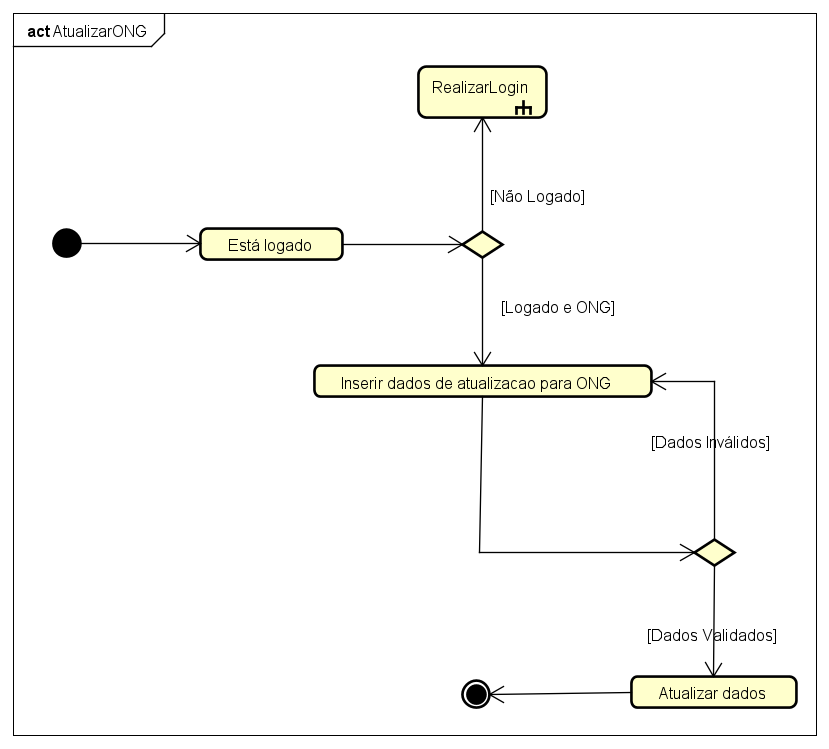 act AtualizarONG
RealizarLogin
[Não Logado]
Está logado
[Logado e ONG]
Inserir dados de atualizacao para ONG
[Dados Inválidos]
[Dados Validados]
Atualizar dados